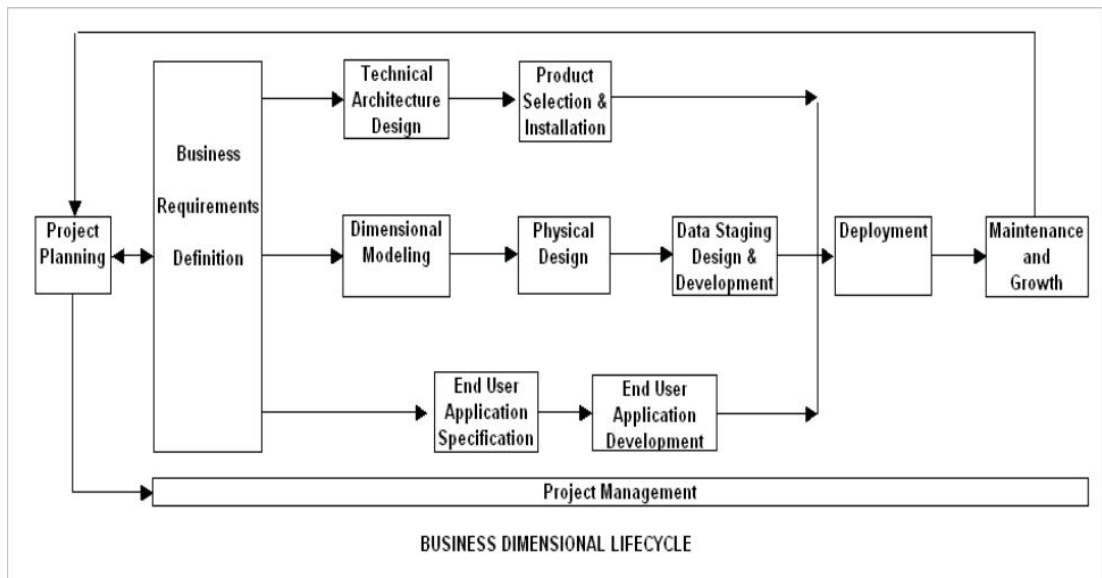 Project
Planning
Business
Requirements
Definition
Technical
Architecture
Design
Product
Selection &
Installation
Dimensional
Modeling
Physical
Design
Data Staging
Design &
Development
Deployment
Maintenance
and
Growth
End User
Application
Specification
End User
Application
Development
Project Management
BUSINESS DIMENSIONAL LIFECYCLE